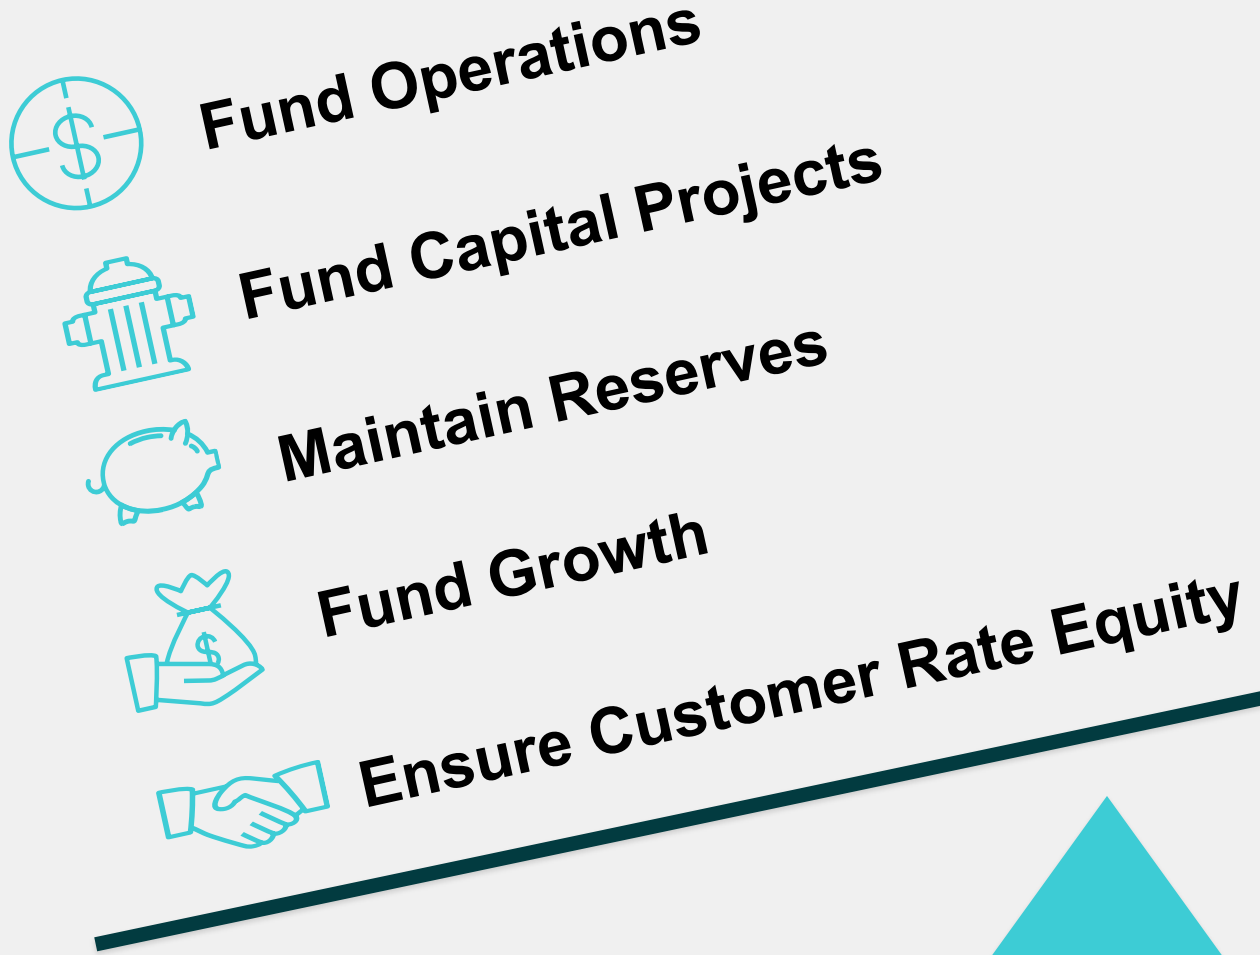 Fund Operations
Fund Capital Projects
Maintain Reserves
Fund Growth
$
Ensure Customer Rate Equity